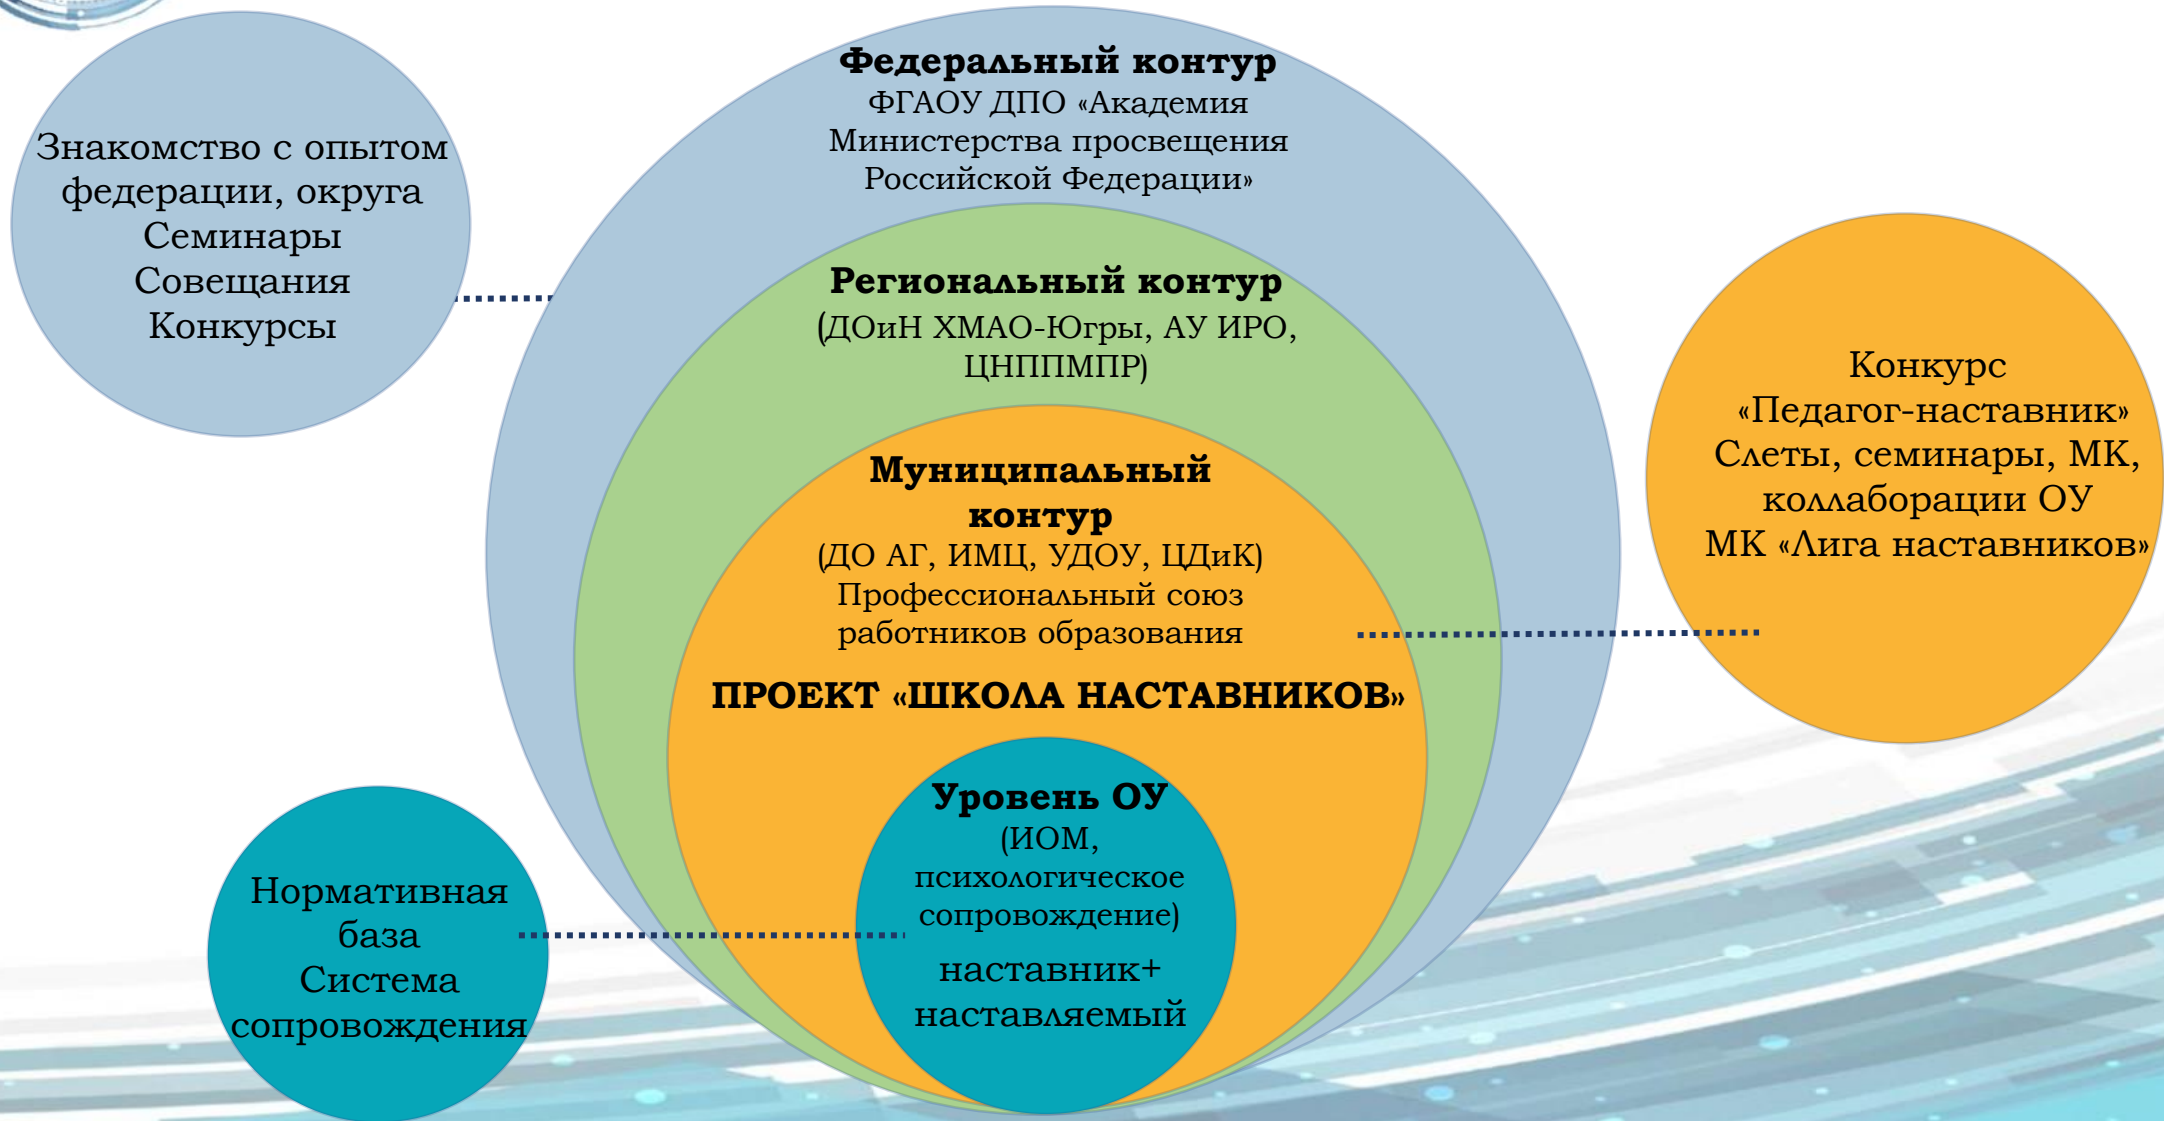 Знакомство с опытом
федерации, округа
Семинары
Совещания
Конкурсы
Федеральный контур
ФГАОУ ДПО «Академия
Министерства просвещения
Российской Федерации»
Региональный контур
(ДОиН ХМАО-Югры, АУ ИРО,
ЦНППМПР)
Муниципальный
контур
(ДО АГ, ИМЦ, УДОУ, ЦДиК)
Профессиональный союз
работников образования
ПРОЕКТ «ШКОЛА НАСТАВНИКОВ»
Уровень ОУ
(ИОМ,
психологическое
сопровождение)
наставник+
наставляемый
Конкурс
«Педагог-наставник»
Слеты, семинары, МК,
коллаборации ОУ
МК «Лига наставников»
Нормативная
база
Система
сопровождения